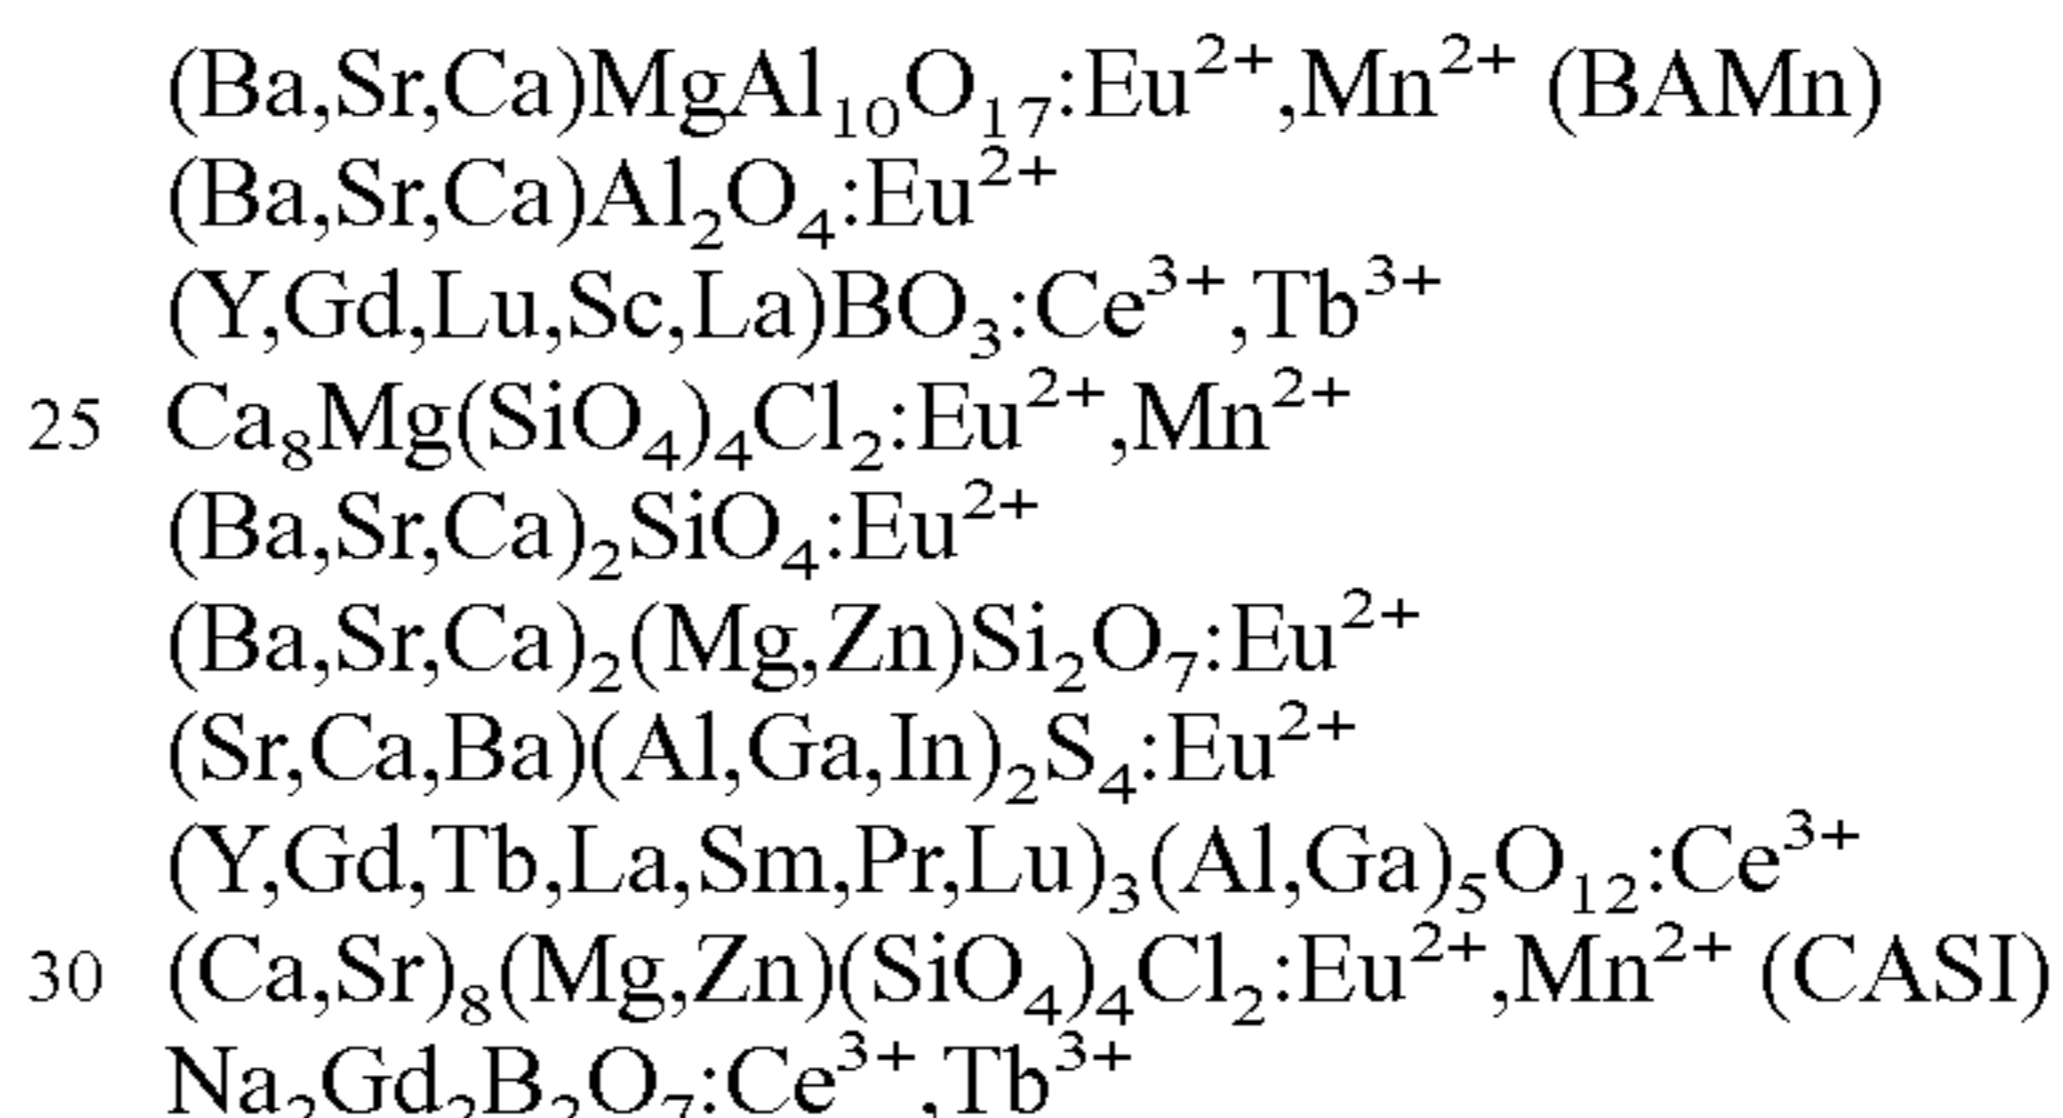 (Ba,Sr,Ca)MgAl₁₀O₁₇:Eu²⁺,Mn²⁺ (BAMn)
(Ba,Sr,Ca)Al₂O₄:Eu²⁺
(Y,Gd,Lu,Sc,La)BO₃:Ce³⁺,Tb³⁺
25 Ca₈Mg(SiO₄)₄Cl₂:Eu²⁺,Mn²⁺
(Ba,Sr,Ca)₂SiO₄:Eu²⁺
(Ba,Sr,Ca)₂(Mg,Zn)Si₂O₇:Eu²⁺
(Sr,Ca,Ba)(Al,Ga,In)₂S₄:Eu²⁺
(Y,Gd,Tb,La,Sm,Pr,Lu)₃(Al,Ga)₅O₁₂:Ce³⁺
30 (Ca,Sr)₈(Mg,Zn)(SiO₄)₄Cl₂:Eu²⁺,Mn²⁺ (CASI)
Na₂Gd₂B₂O₇:Ce³⁺,Tb³⁺